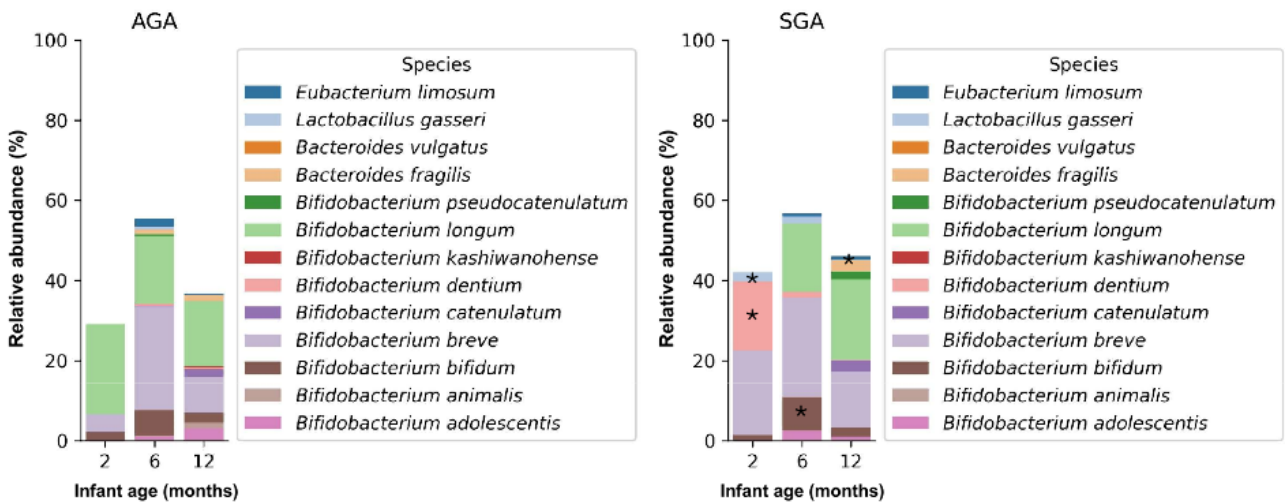 AGA
Relative abundance (%)
100
80
60
40
20
0
2 6 12
Infant age (months)
Species
Eubacterium limosum
Lactobacillus gasseri
Bacteroides vulgatus
Bacteroides fragilis
Bifidobacterium pseudocatenulatum
Bifidobacterium longum
Bifidobacterium kashiwanohense
Bifidobacterium dentium
Bifidobacterium catenulatum
Bifidobacterium breve
Bifidobacterium bifidum
Bifidobacterium animalis
Bifidobacterium adolescentis
SGA
Relative abundance (%)
100
80
60
40
20
0
*
*
*
*
2 6 12
Infant age (months)
Species
Eubacterium limosum
Lactobacillus gasseri
Bacteroides vulgatus
Bacteroides fragilis
Bifidobacterium pseudocatenulatum
Bifidobacterium longum
Bifidobacterium kashiwanohense
Bifidobacterium dentium
Bifidobacterium catenulatum
Bifidobacterium breve
Bifidobacterium bifidum
Bifidobacterium animalis
Bifidobacterium adolescentis